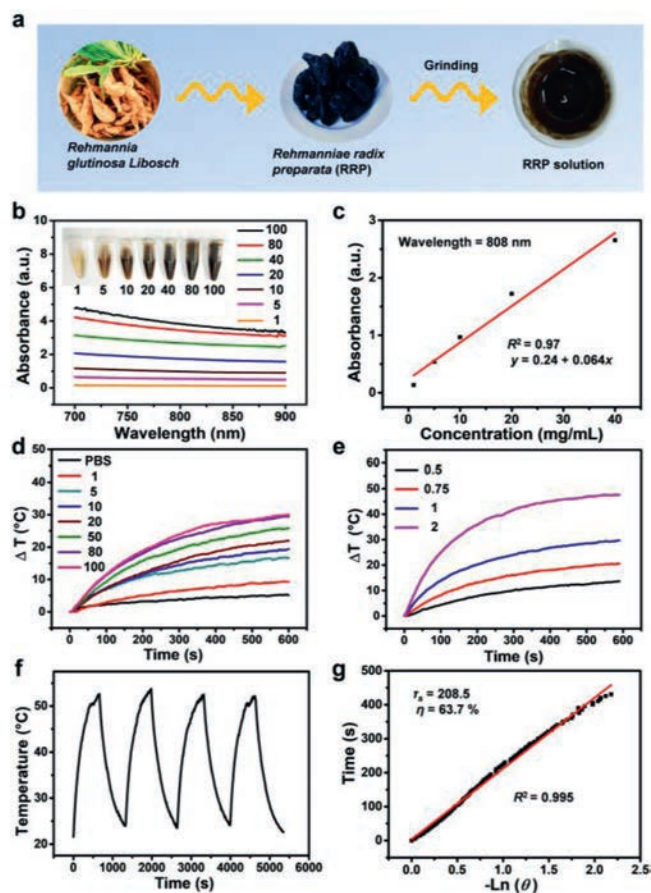 a
Grinding
Rehmannia
glutinosa Libosch
Rehmanniae radix
preparata (RRP)
RRP solution
b
Absorbance (a.u.)
10
8
6
4
2
0
1 5 10 20 40 80 100
100
80
40
20
10
5
1
700 750 800 850 900
Wavelength (nm)
c
Absorbance (a.u.)
3
2
1
0
Wavelength = 808 nm
R² = 0.97
y = 0.24 + 0.064x
0 10 20 30 40
Concentration (mg/mL)
d
Δ T (°C)
50
40
30
20
10
0
PBS
1
5
10
20
50
80
100
0 100 200 300 400 500 600
Time (s)
e
ΔT (°C)
60
50
40
30
20
10
0
0.5
0.75
1
2
0 100 200 300 400 500 600
Time (s)
f
Temperature (°C)
60
50
40
30
20
0 1000 2000 3000 4000 5000 6000
Time (s)
g
Time (s)
500
400
300
200
100
0
τs = 208.5
η = 63.7 %
R² = 0.995
0.0 0.5 1.0 1.5 2.0 2.5
-Ln (θ)